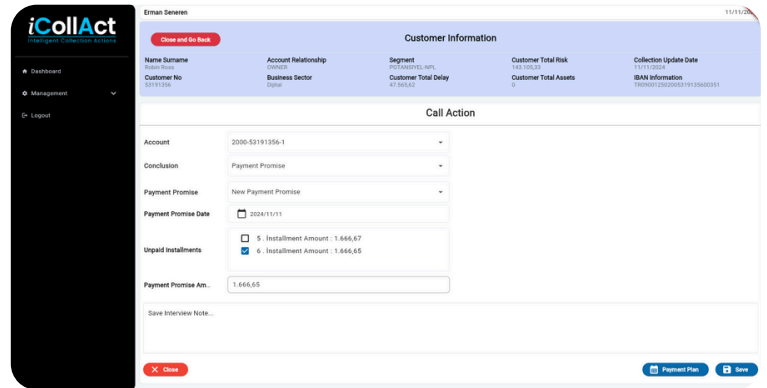 iCollAct
Intelligent Collection Actions
Dashboard
Management
Logout
Erman Seneren
Close and Go Back
Customer Information
Name Surname
Robin Ross
Account Relationship
OWNER
Segment
POTANSIYEL-NPL
Customer Total Risk
143.105,33
Collection Update Date
11/11/2024
Customer No
53191356
Business Sector
Dijital
Customer Total Delay
47.565,62
Customer Total Assets
0
IBAN Information
Call Action
Account
2000-53191356-1
Conclusion
Payment Promise
Payment Promise
New Payment Promise
Payment Promise Date
2024/11/11
Unpaid Installments
5 . İnstallment Amount : 1.666,67
6 . İnstallment Amount : 1.666,65
Payment Promise Am...
1.666,65
Save Interview Note...
Close
Payment Plan
Save